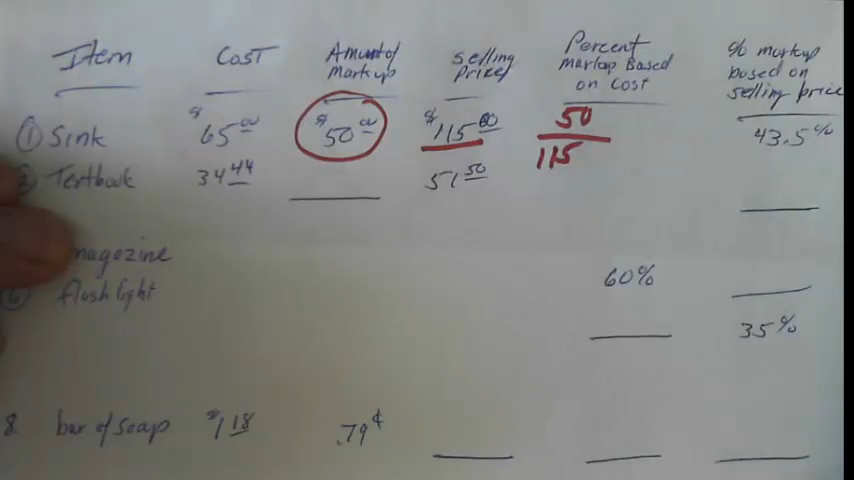 Item Cost Amount of Markup Selling Price Percent Markup Based on Cost % markup based on selling price
① Sink $65.00 $50.00 $115.00 50/115 43.5%
② Textbook 34.44 51.50
magazine 60%
flashlight 35%
8. bar of soap $1.18 .79¢